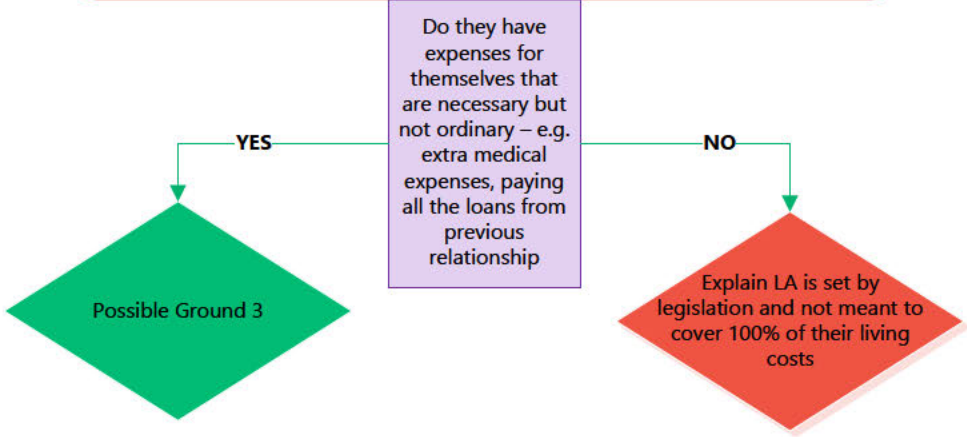 Do they have
expenses for
themselves that
are necessary but
not ordinary – e.g.
extra medical
expenses, paying
all the loans from
previous
relationship
YES
NO
Possible Ground 3
Explain LA is set by
legislation and not meant to
cover 100% of their living
costs